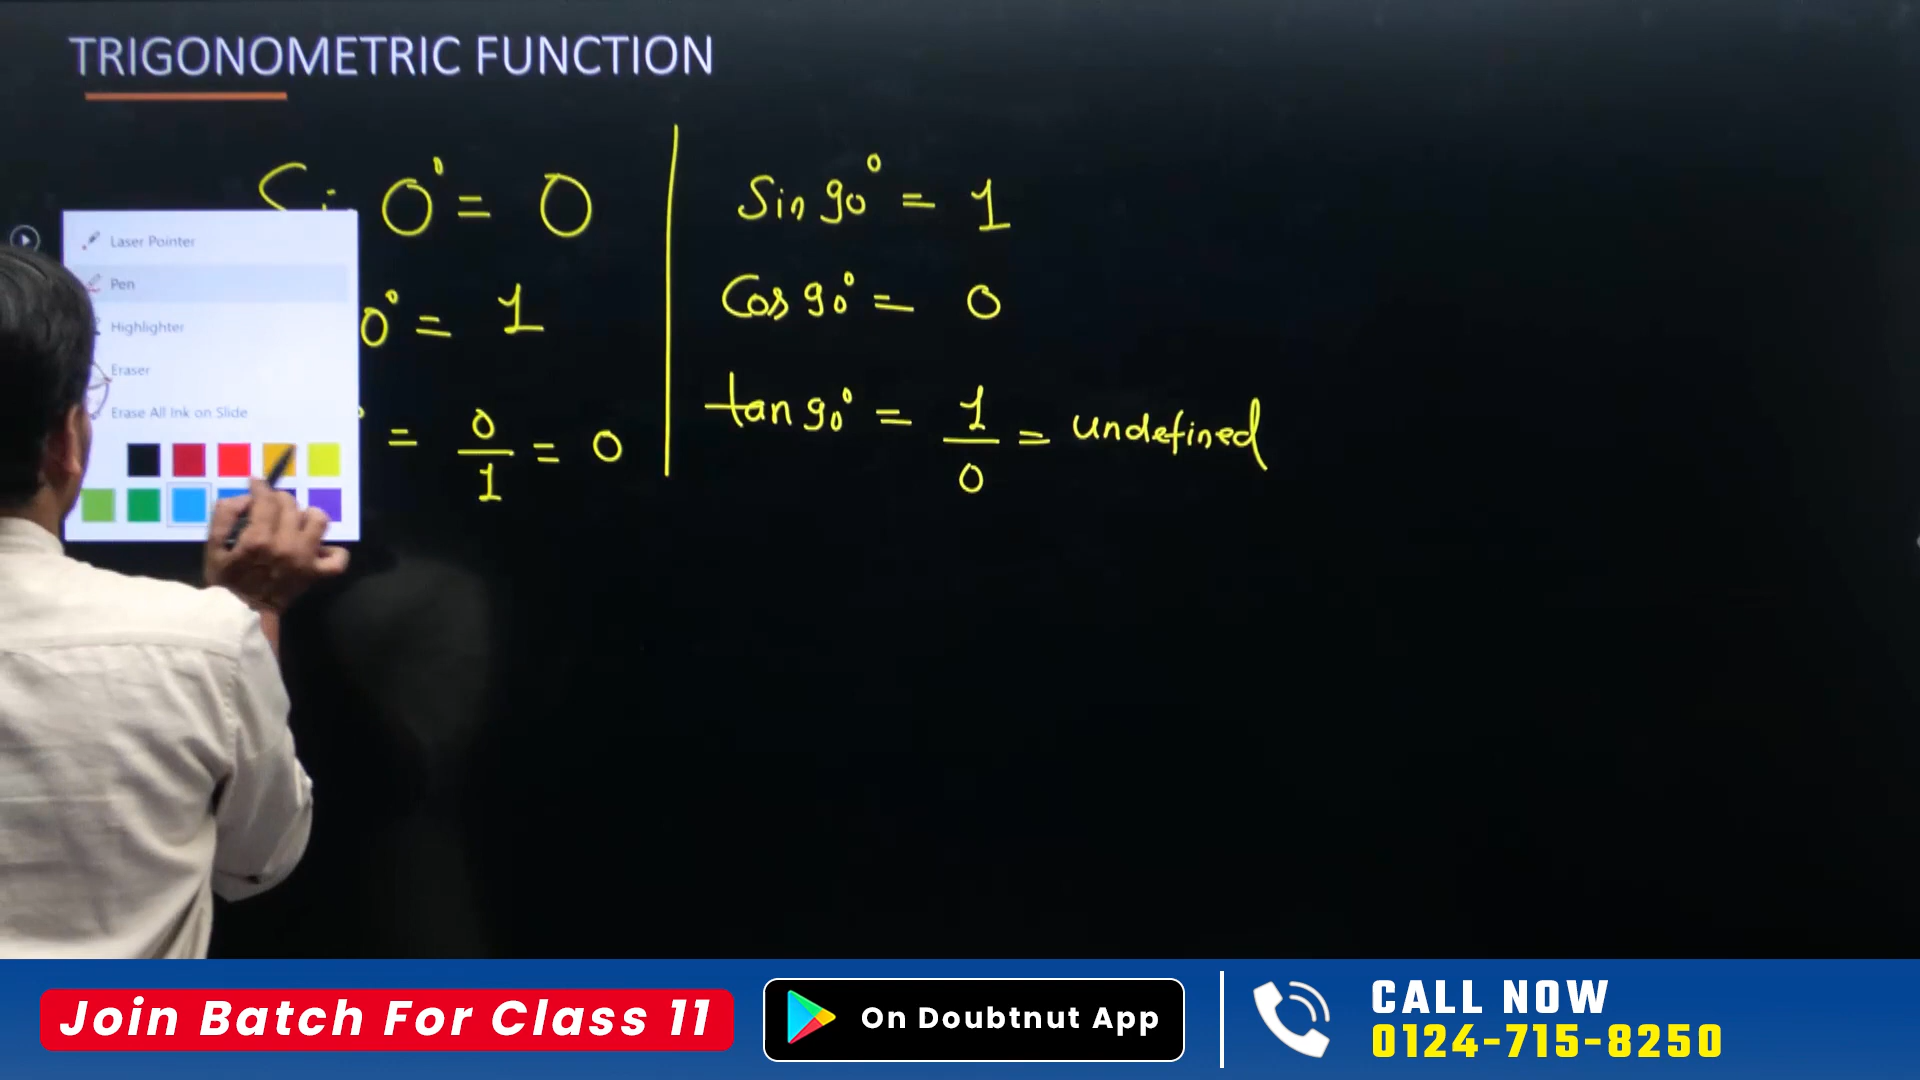 TRIGONOMETRIC FUNCTION
0° = 0
0° = 1
° = 0/1 = 0
Sin 90° = 1
Cos 90° = 0
tan 90° = 1/0 = undefined
Laser Pointer
Pen
Highlighter
Eraser
Erase All Ink on Slide
Join Batch For Class 11
On Doubtnut App
CALL NOW
0124-715-8250